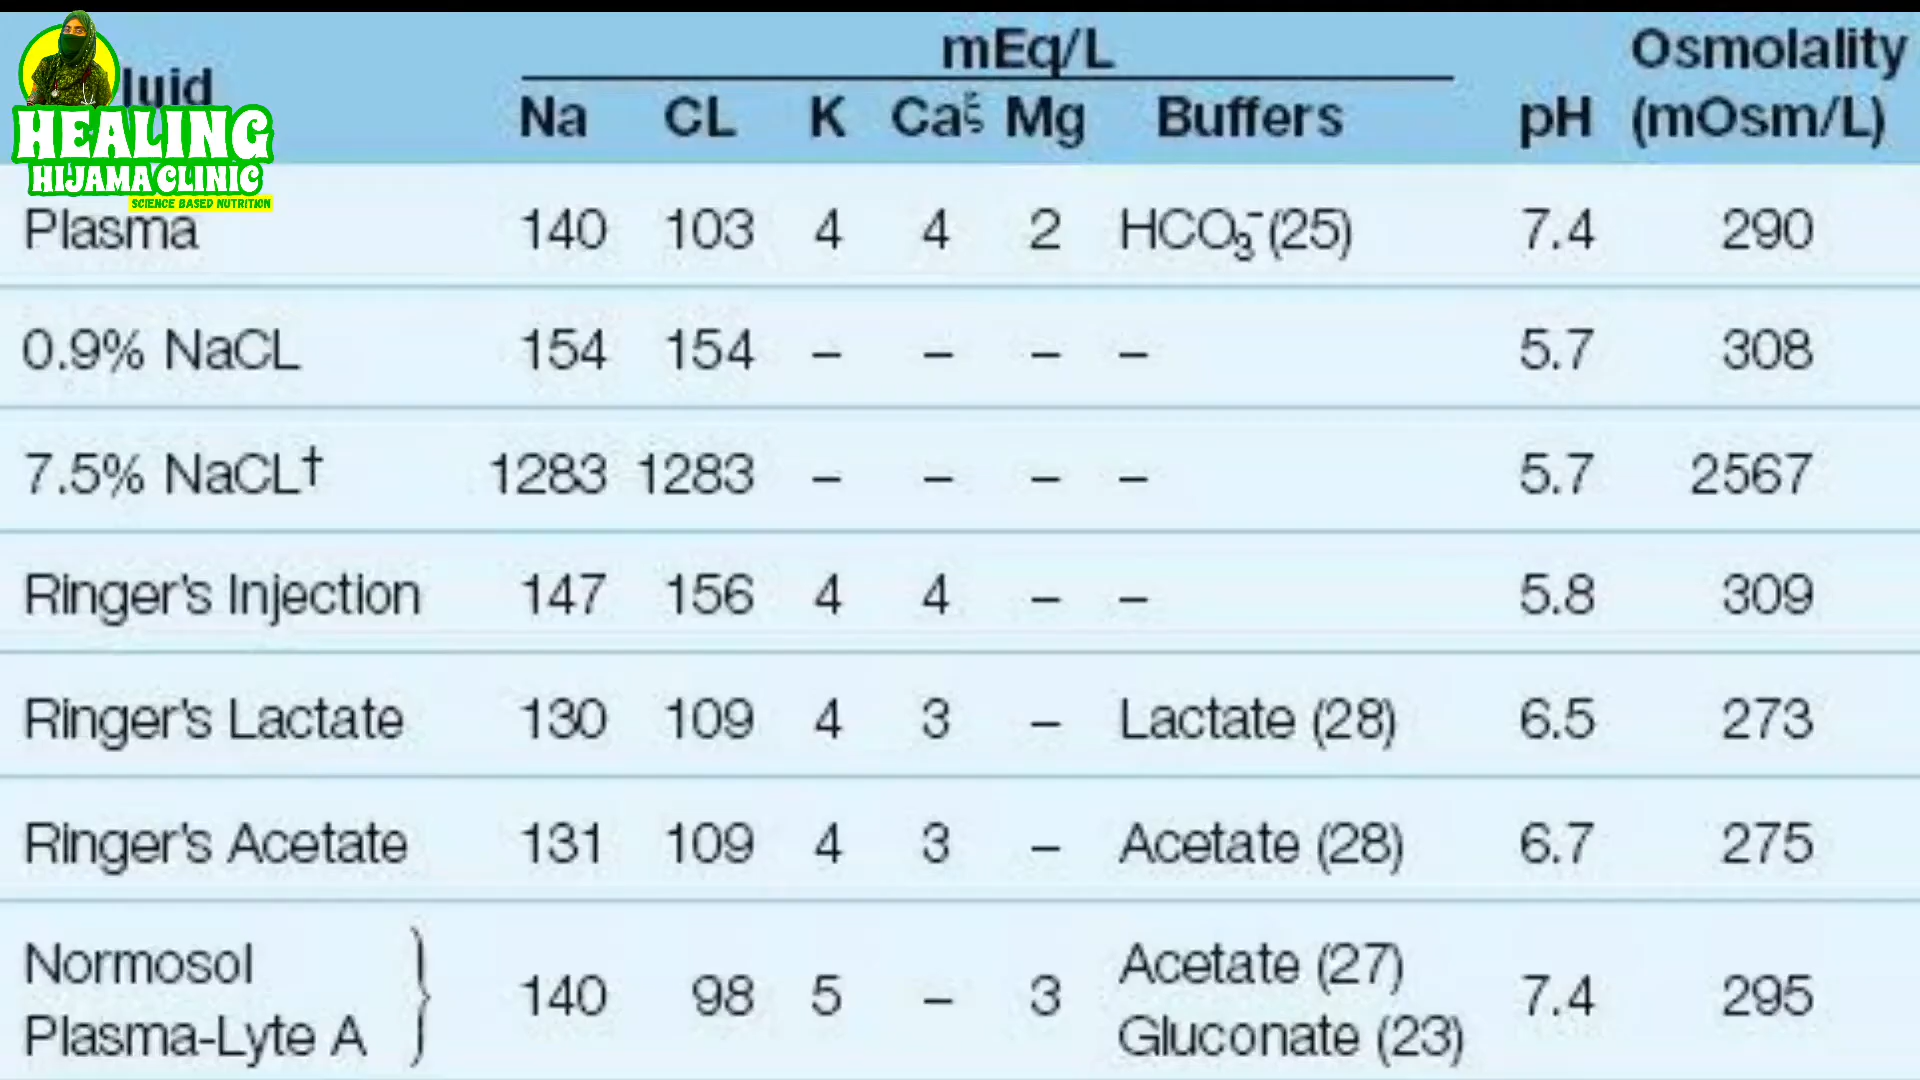 HEALING
HIJAMA CLINIC
SCIENCE BASED NUTRITION
mEq/L Osmolality
luid Na CL K Caξ Mg Buffers pH (mOsm/L)
Plasma 140 103 4 4 2 HCO₃⁻(25) 7.4 290
0.9% NaCL 154 154 – – – – 5.7 308
7.5% NaCL† 1283 1283 – – – – 5.7 2567
Ringer's Injection 147 156 4 4 – – 5.8 309
Ringer's Lactate 130 109 4 3 – Lactate (28) 6.5 273
Ringer's Acetate 131 109 4 3 – Acetate (28) 6.7 275
Normosol Acetate (27)
140 98 5 – 3 7.4 295
Plasma-Lyte A Gluconate (23)